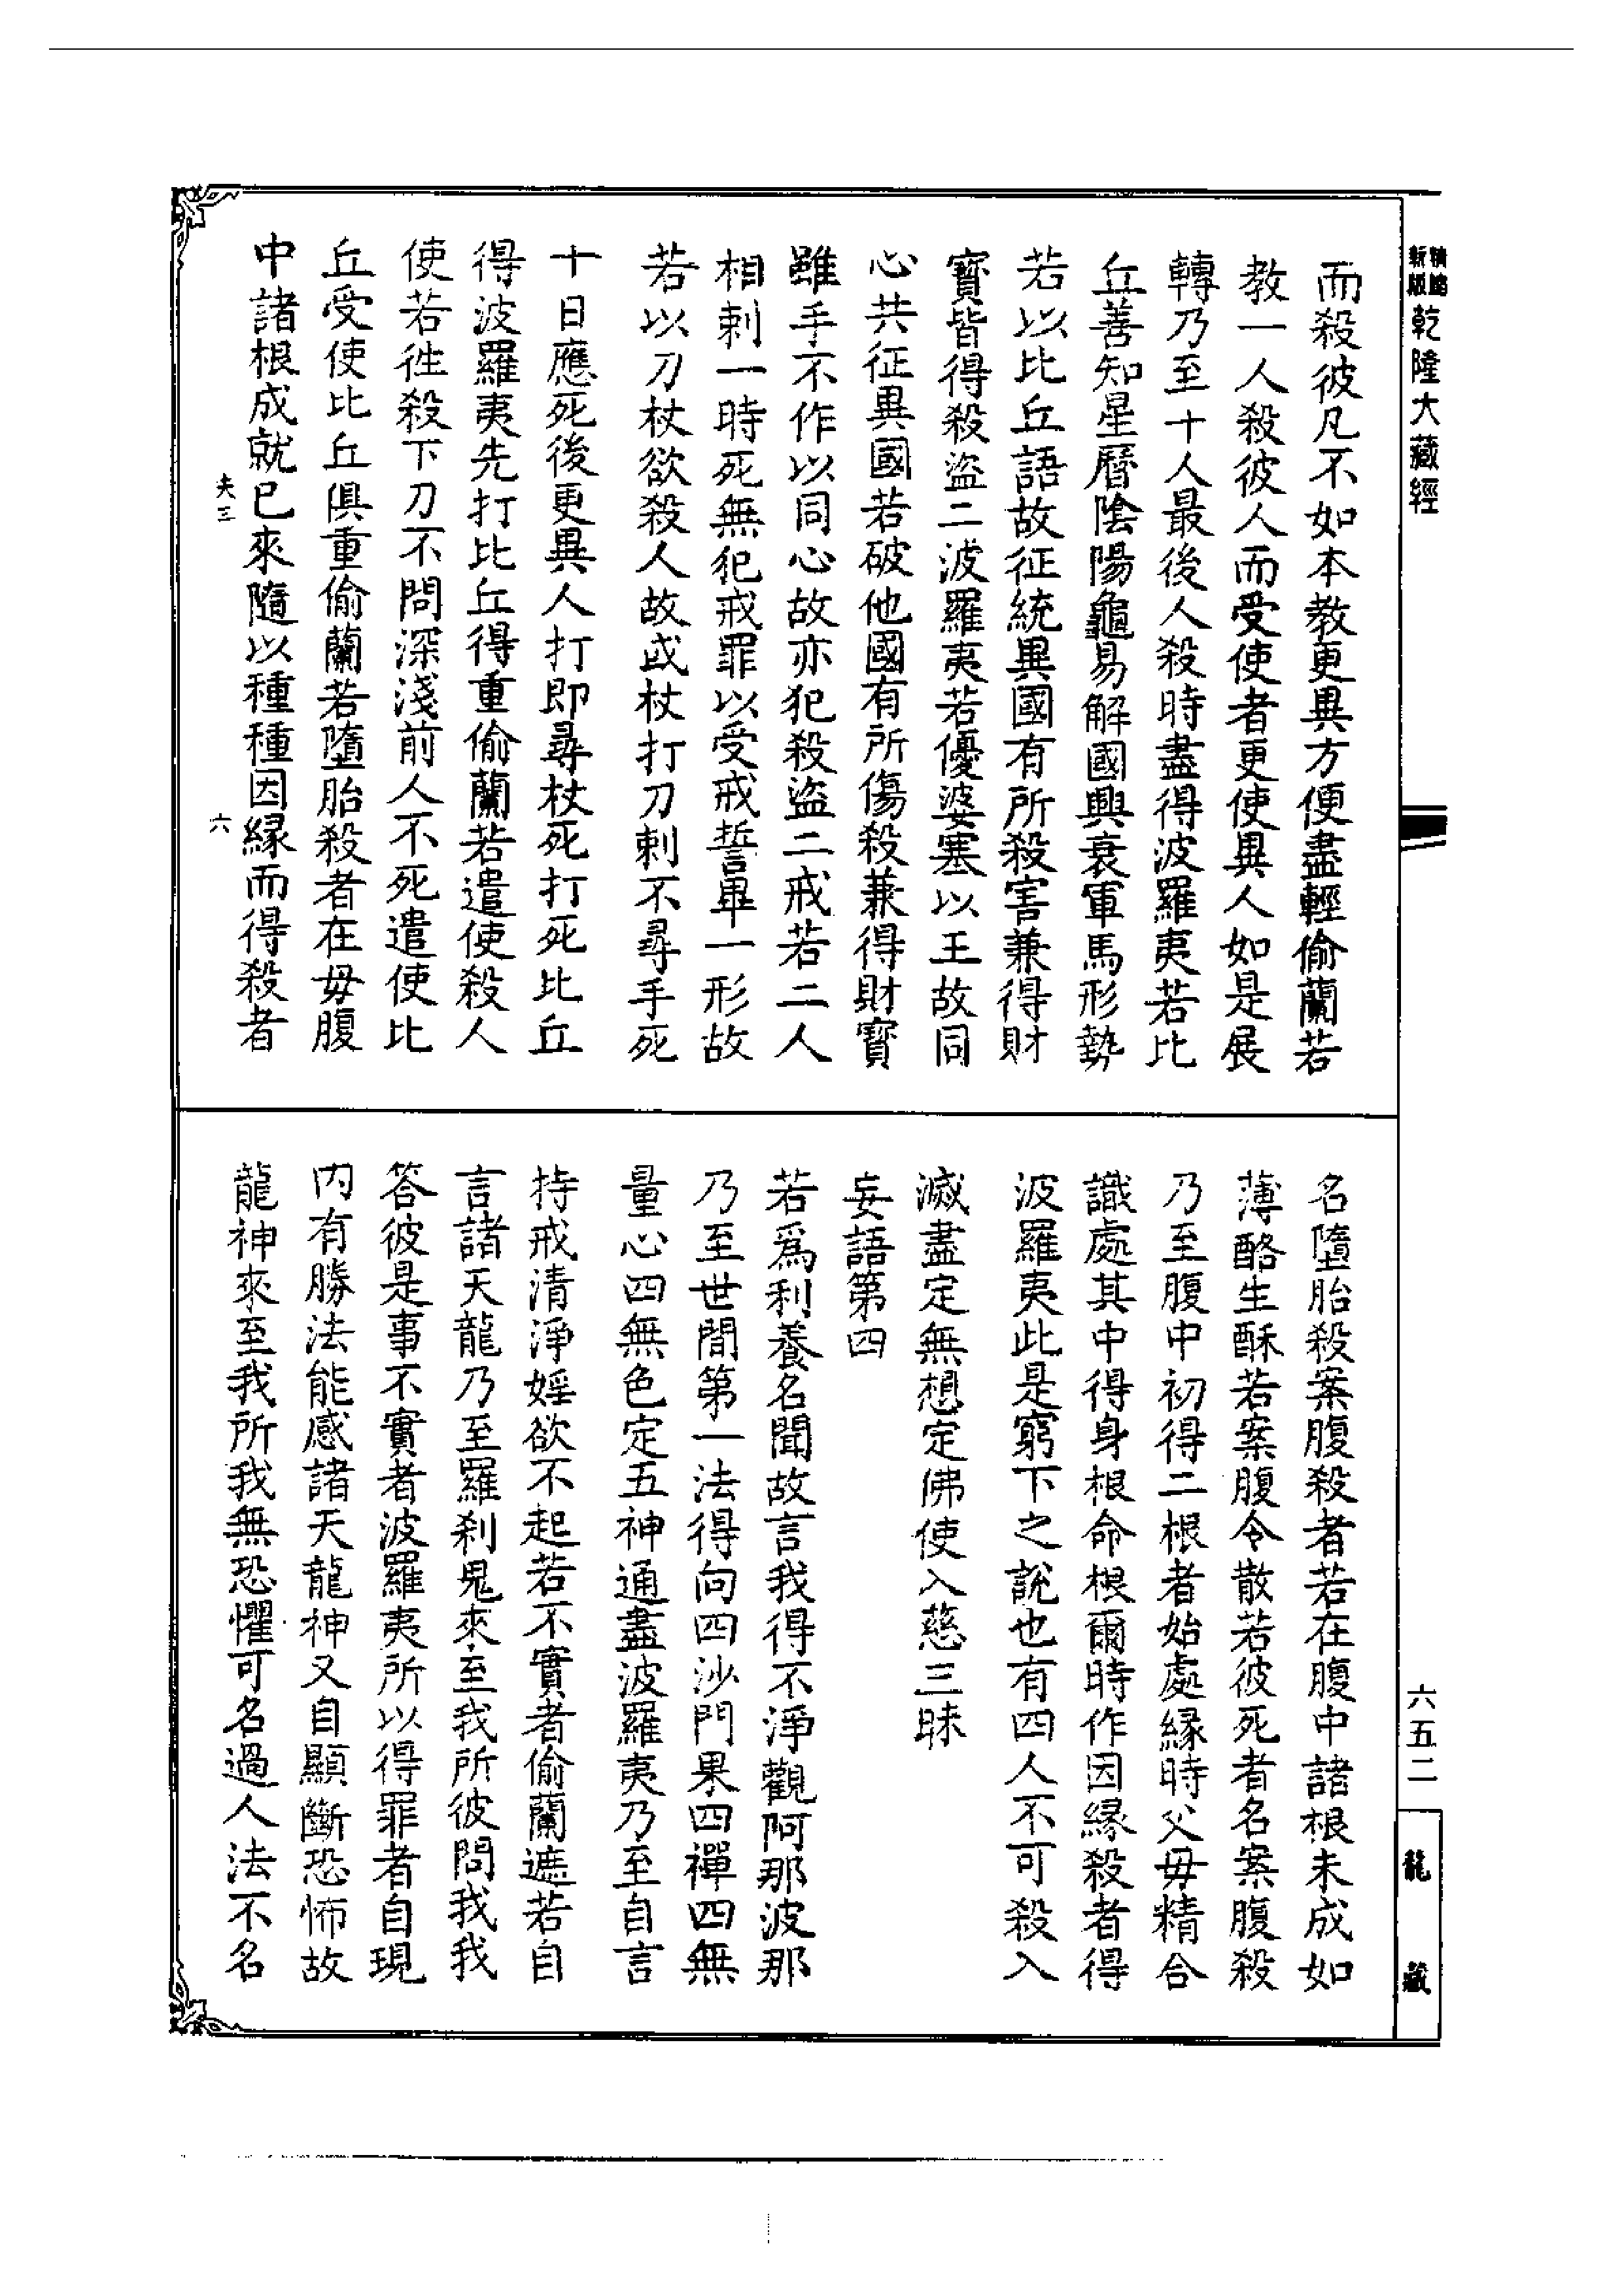 新版
精縮
乾隆大藏經
而殺彼凡不如本教更異方便盡輕偷蘭若
教一人殺彼人而受使者更使異人如是展
轉乃至十人最後人殺時盡得波羅夷若比
丘善知星曆陰陽龜易解國興衰軍馬形勢
若以比丘語故征統異國有所殺害兼得財
寶皆得殺盜二波羅夷若優婆塞以王故同
心共征異國若破他國有所傷殺兼得財寶
雖手不作以同心故亦犯殺盜二戒若二人
相刺一時死無犯戒罪以受戒誓畢一形故
若以刀杖欲殺人故或杖打刀刺不尋手死
十日應死後更異人打即尋杖死打死比丘
得波羅夷先打比丘得重偷蘭若遣使殺人
使若徃殺下刀不問深淺前人不死遣使比
丘受使比丘俱重偷蘭若墮胎殺者在母腹
中諸根成就已來隨以種種因緣而得殺者
夫三
六
名墮胎殺案腹殺者若在腹中諸根未成如
薄酪生酥若案腹令散若彼死者名案腹殺
乃至腹中初得二根者始處緣時父母精合
識處其中得身根命根爾時作因緣殺者得
波羅夷此是窮下之說也有四人不可殺入
滅盡定無想定佛使入慈三昧
妄語第四
若爲利養名聞故言我得不淨觀阿那波那
乃至世間第一法得向四沙門果四禪四無
量心四無色定五神通盡波羅夷乃至自言
持戒清淨婬欲不起若不實者偷蘭遮若自
言諸天龍乃至羅刹鬼來至我所彼問我我
答彼是事不實者波羅夷所以得罪者自現
內有勝法能感諸天龍神又自顯斷恐怖故
龍神來至我所我無恐懼可名過人法不名
六五二
龍藏